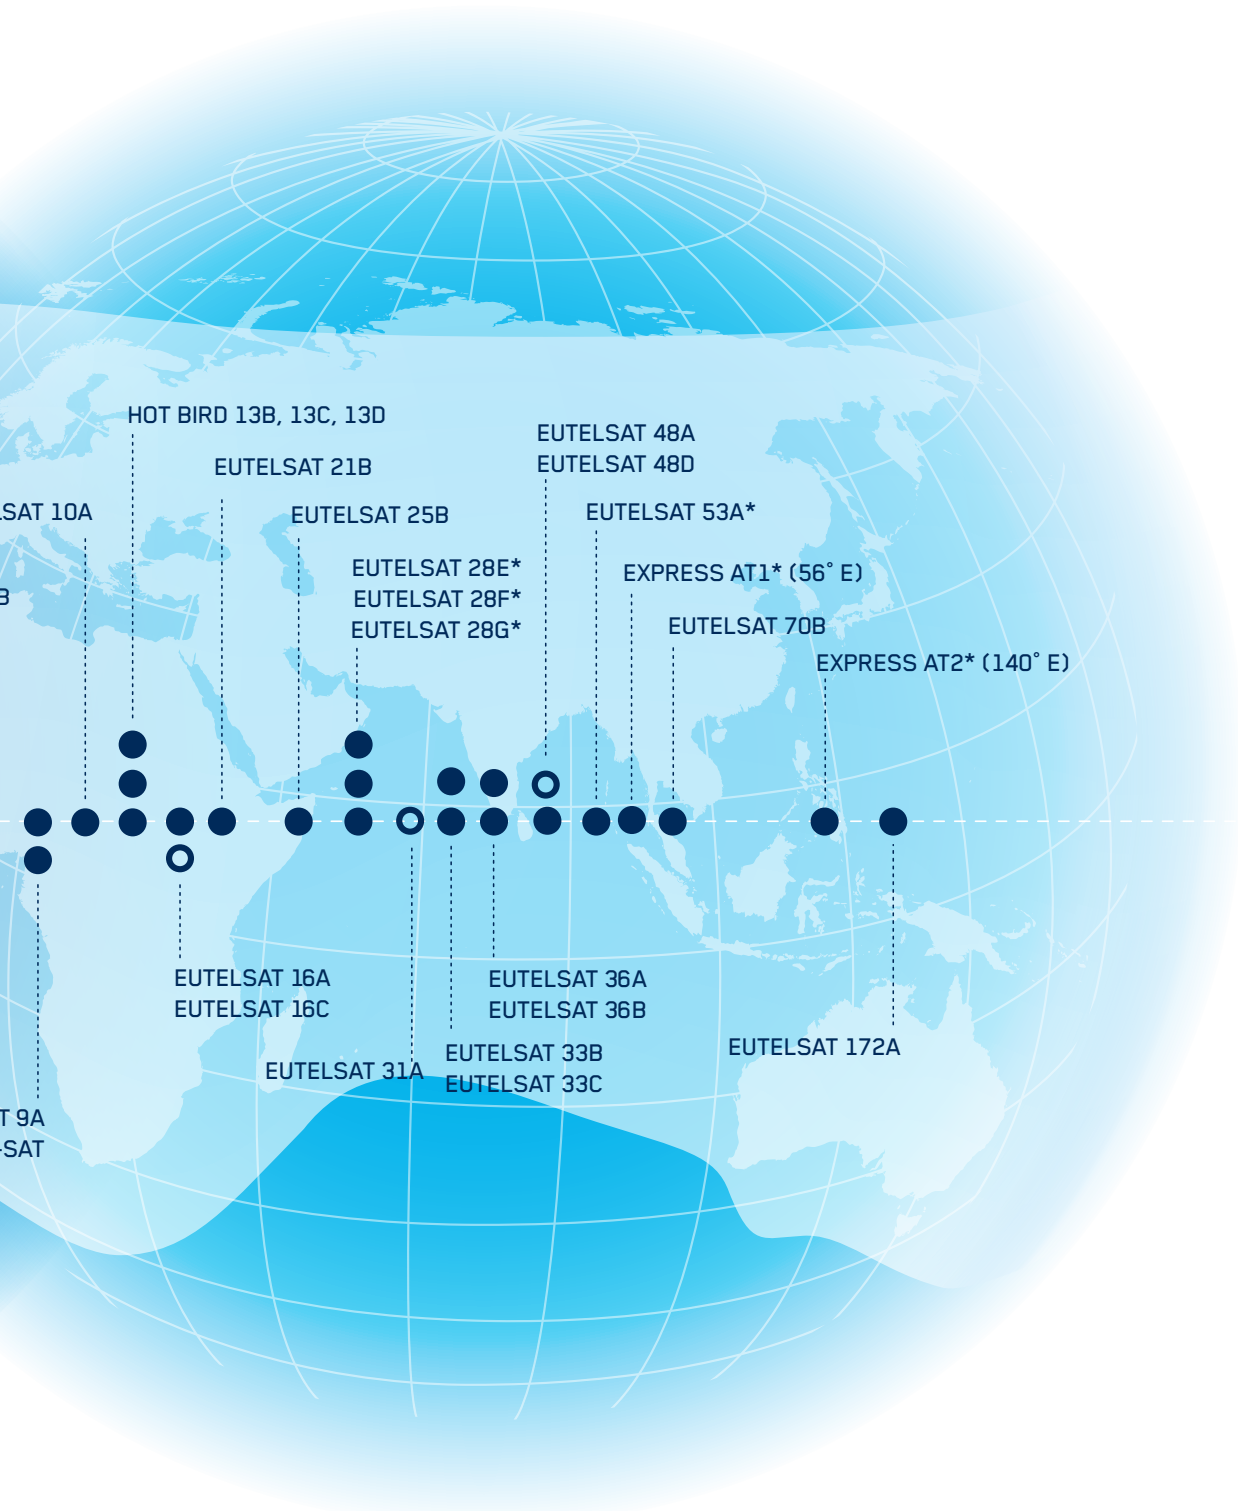 HOT BIRD 13B, 13C, 13D
EUTELSAT 48A
EUTELSAT 48D
EUTELSAT 21B
LSAT 10A
EUTELSAT 25B
EUTELSAT 53A*
EUTELSAT 28E*
EUTELSAT 28F*
EUTELSAT 28G*
EXPRESS AT1* (56° E)
B
EUTELSAT 70B
EXPRESS AT2* (140° E)
EUTELSAT 16A
EUTELSAT 16C
EUTELSAT 36A
EUTELSAT 36B
EUTELSAT 31A
EUTELSAT 33B
EUTELSAT 33C
EUTELSAT 172A
T 9A
-SAT